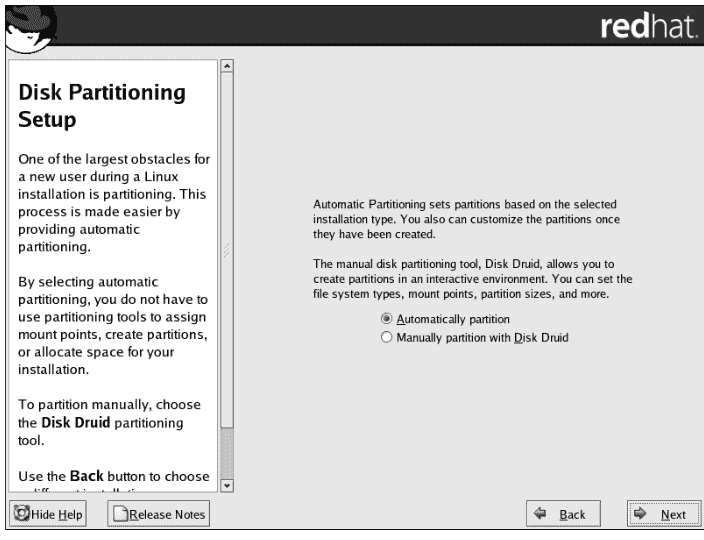 redhat.
Disk Partitioning
Setup
One of the largest obstacles for
a new user during a Linux
installation is partitioning. This
process is made easier by
providing automatic
partitioning.
By selecting automatic
partitioning, you do not have to
use partitioning tools to assign
mount points, create partitions,
or allocate space for your
installation.
To partition manually, choose
the Disk Druid partitioning
tool.
Use the Back button to choose
Automatic Partitioning sets partitions based on the selected
installation type. You also can customize the partitions once
they have been created.
The manual disk partitioning tool, Disk Druid, allows you to
create partitions in an interactive environment. You can set the
file system types, mount points, partition sizes, and more.
Automatically partition
Manually partition with Disk Druid
Hide Help
Release Notes
Back
Next